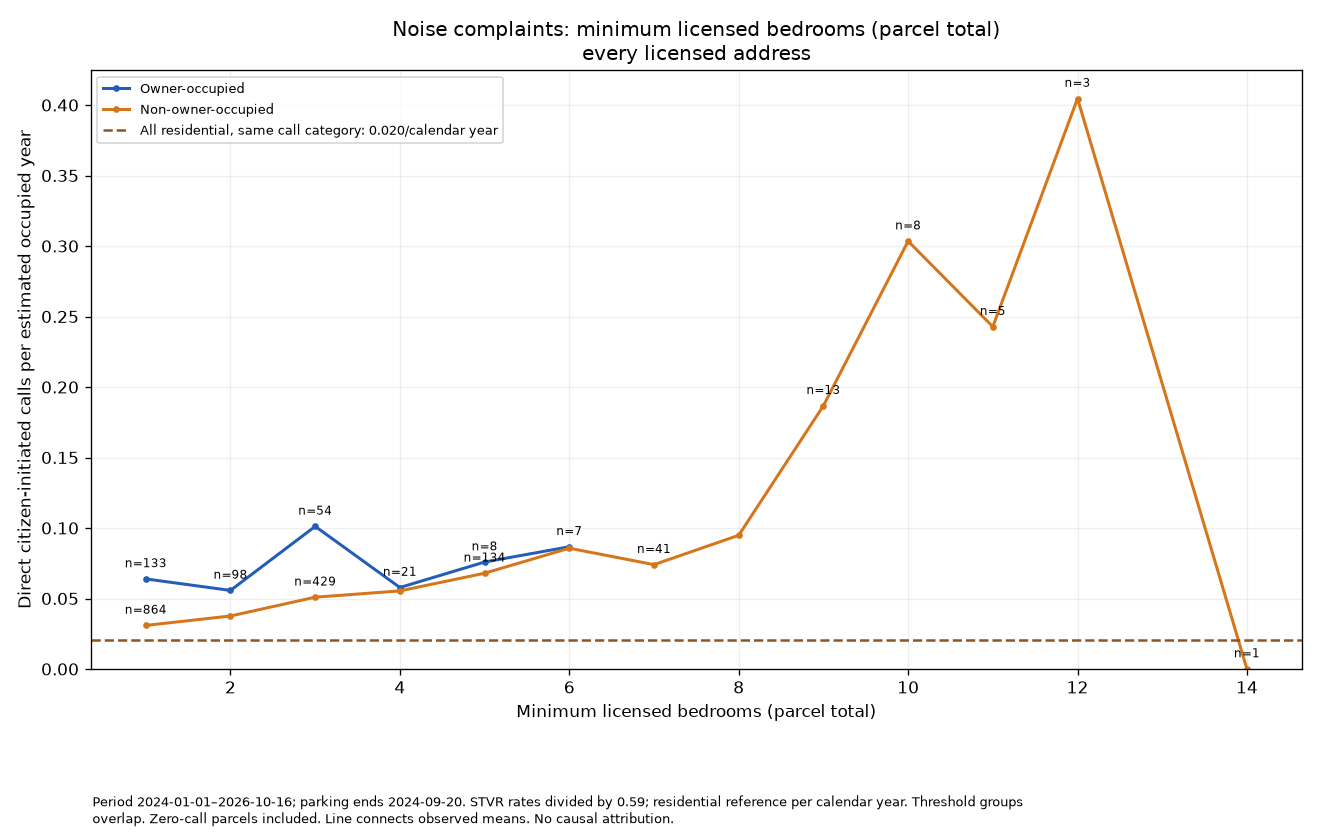 Noise complaints: minimum licensed bedrooms (parcel total)
every licensed address
Direct citizen-initiated calls per estimated occupied year
0.40
0.35
0.30
0.25
0.20
0.15
0.10
0.05
0.00
Owner-occupied
Non-owner-occupied
All residential, same call category: 0.020/calendar year
n=133
n=864
n=98
n=54
n=429
n=21
n=8
n=134
n=7
n=41
n=13
n=8
n=5
n=3
n=1
2
4
6
8
10
12
14
Minimum licensed bedrooms (parcel total)
Period 2024-01-01–2026-10-16; parking ends 2024-09-20. STVR rates divided by 0.59; residential reference per calendar year. Threshold groups
overlap. Zero-call parcels included. Line connects observed means. No causal attribution.